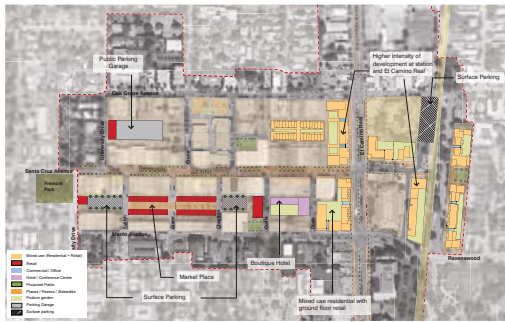 Public Parking
Garage
Higher intensity of
development at station
and El Camino Real
Surface Parking
Oak Grove Avenue
University Drive
El Camino Real
Santa Cruz Avenue
Fremont
Park
Menlo Avenue
Ravenswood
Boutique Hotel
Market Place
Surface Parking
Mixed use residential with
ground floor retail
Mixed use (Residential + Retail)
Retail
Commercial / Office
Hotel / Conference Center
Proposed Parks
Plazas / Paseos / Sidewalks
Podium garden
Parking Garage
Surface parking